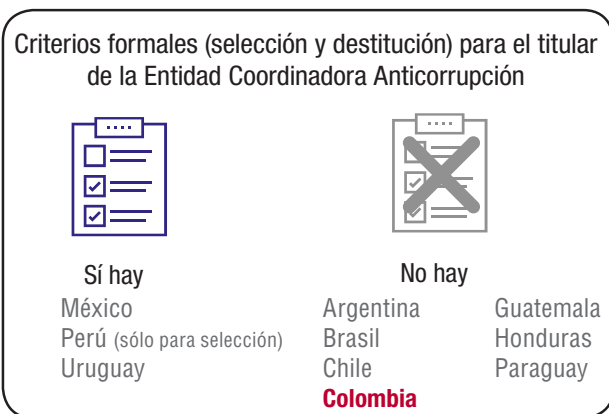 Criterios formales (selección y destitución) para el titular
de la Entidad Coordinadora Anticorrupción
Sí hay
México
Perú (sólo para selección)
Uruguay
No hay
Argentina
Brasil
Chile
Colombia
Guatemala
Honduras
Paraguay